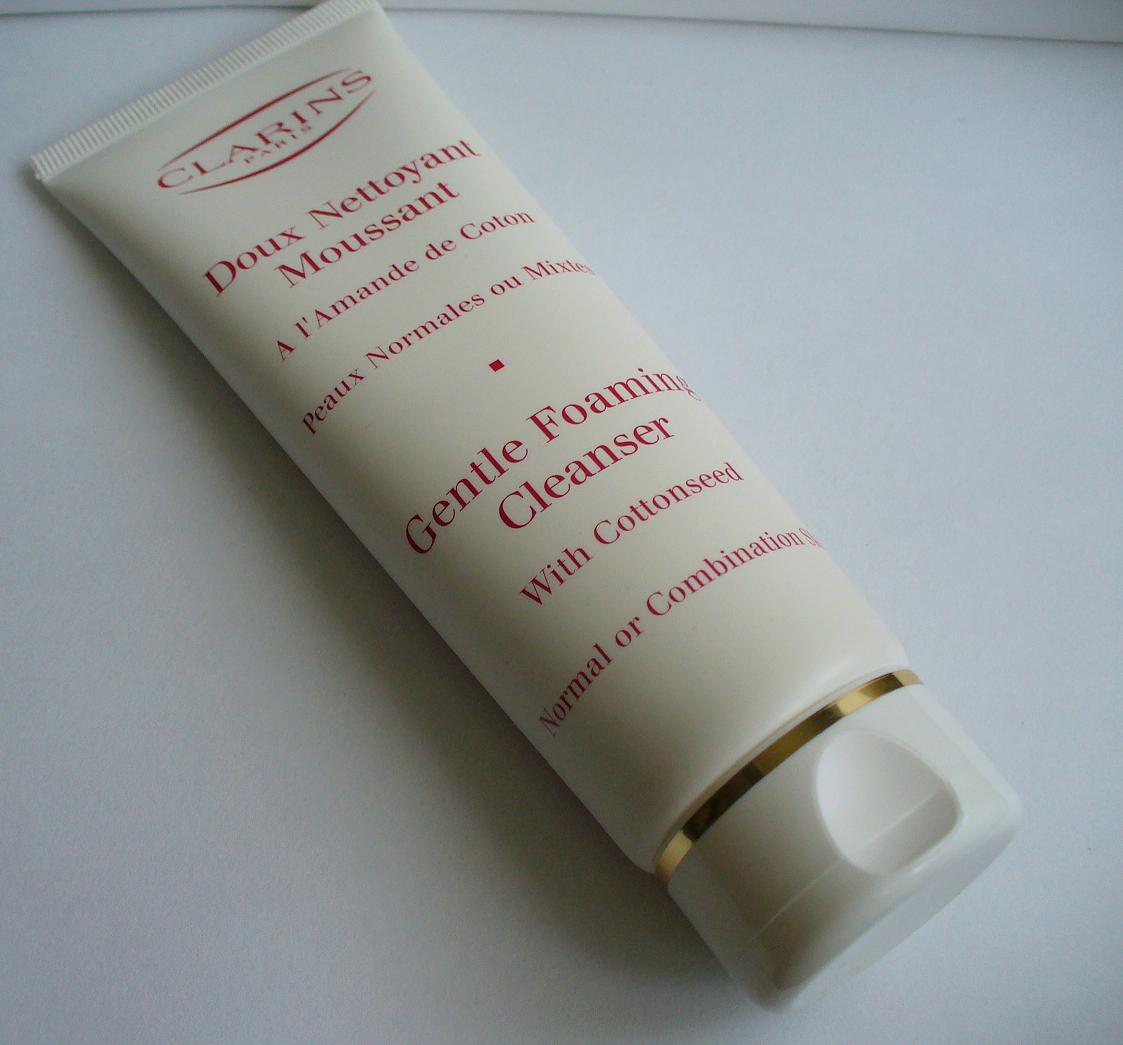 CLARINS
PARIS
Doux Nettoyant
Moussant
A l'Amande de Coton
Peaux Normales ou Mixtes
Gentle Foaming
Cleanser
With Cottonseed
Normal or Combination